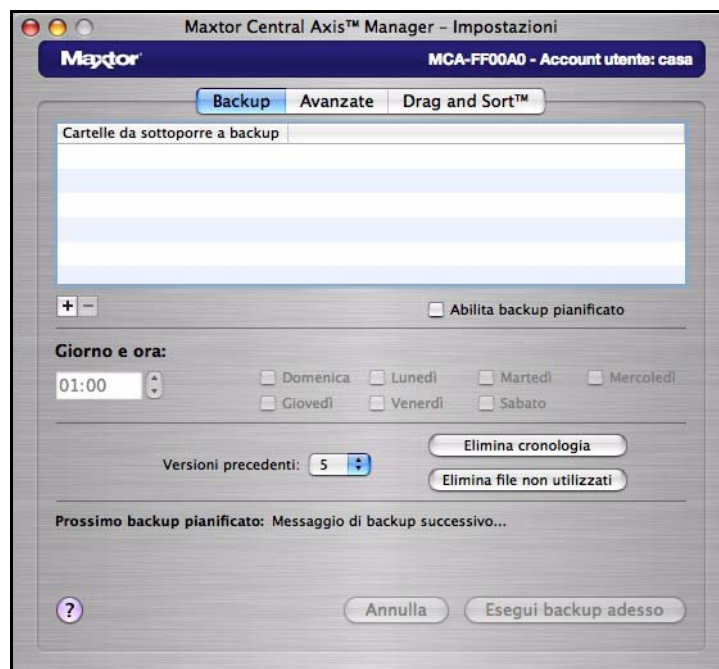 Maxtor Central Axis™ Manager – Impostazioni
Maxtor MCA-FF00A0 - Account utente: casa
Backup Avanzate Drag and Sort™
Cartelle da sottoporre a backup
+ −
Abilita backup pianificato
Giorno e ora:
01:00 Domenica Lunedì Martedì Mercoledì
Giovedì Venerdì Sabato
Versioni precedenti: 5
Elimina cronologia
Elimina file non utilizzati
Prossimo backup pianificato: Messaggio di backup successivo...
? Annulla Esegui backup adesso